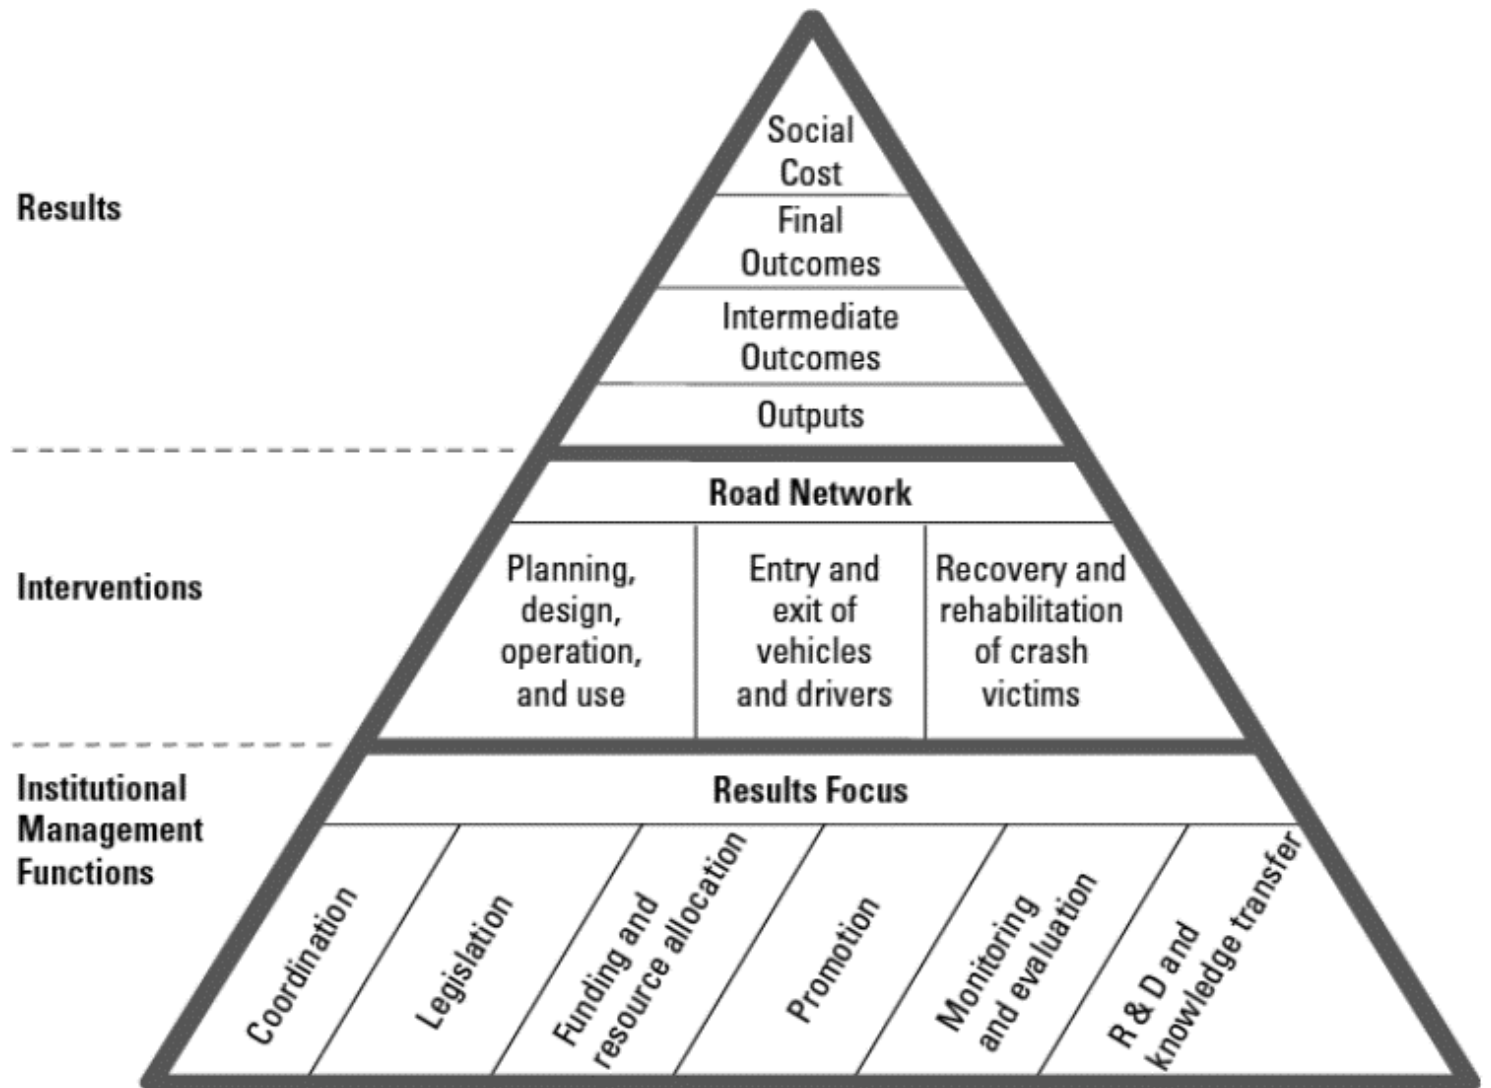 Social
Cost
Results
Final
Outcomes
Intermediate
Outcomes
Outputs
Road Network
Interventions
Planning,
design,
operation,
and use
Entry and
exit of
vehicles
and drivers
Recovery and
rehabilitation
of crash
victims
Institutional
Management
Functions
Results Focus
Coordination
Legislation
Funding and
resource allocation
Promotion
Monitoring
and evaluation
R & D and
knowledge transfer